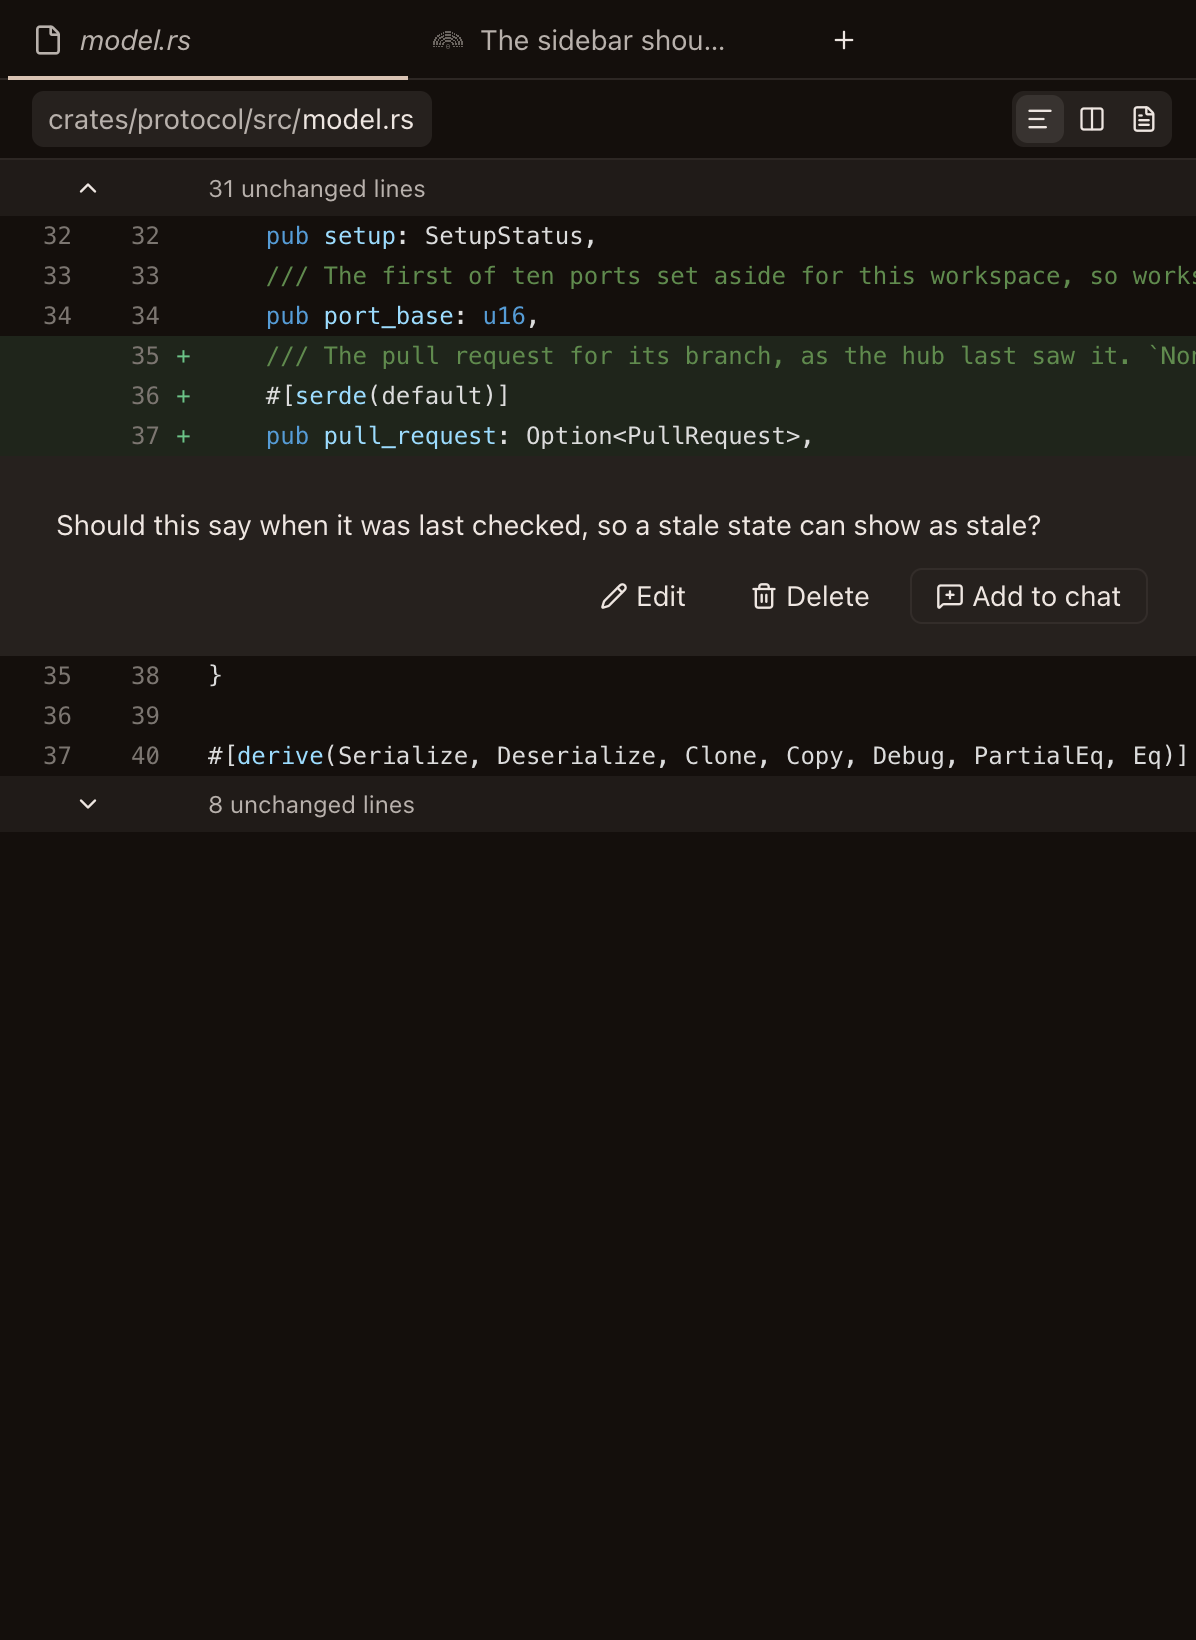 model.rs
The sidebar shou...
crates/protocol/src/model.rs
31 unchanged lines
32 32 pub setup: SetupStatus,
33 33 /// The first of ten ports set aside for this workspace, so works
34 34 pub port_base: u16,
35 + /// The pull request for its branch, as the hub last saw it. `Non
36 + #[serde(default)]
37 + pub pull_request: Option<PullRequest>,
Should this say when it was last checked, so a stale state can show as stale?
Edit Delete Add to chat
35 38 }
36 39
37 40 #[derive(Serialize, Deserialize, Clone, Copy, Debug, PartialEq, Eq)]
8 unchanged lines